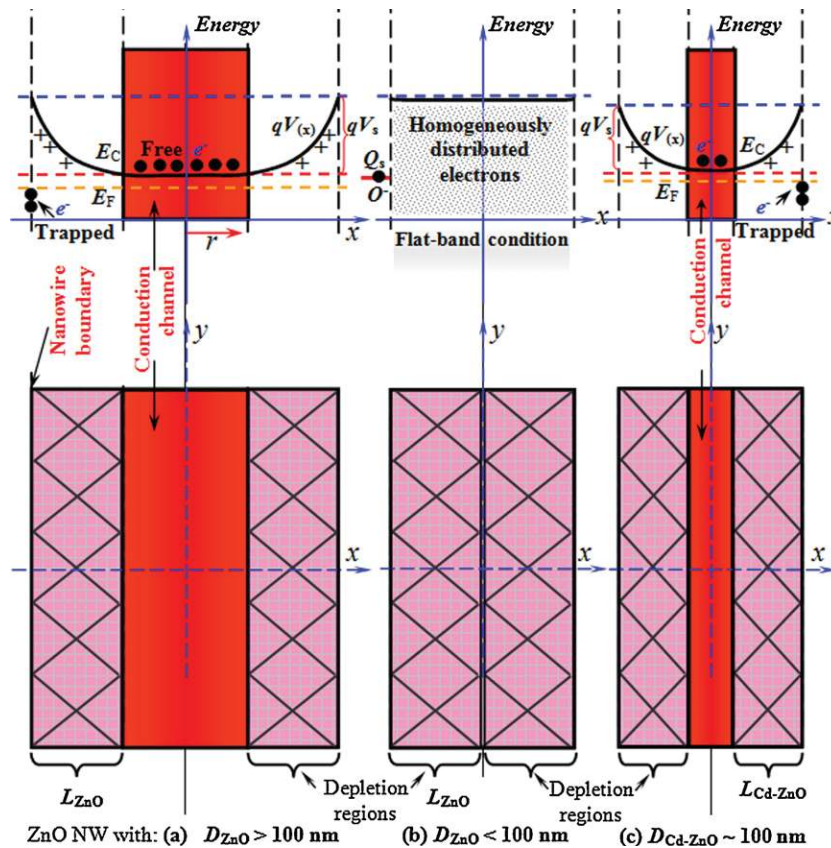 Energy
Energy
Energy
qV(x)
qVs
Homogeneously
distributed
electrons
qVs
qV(x)
EC
Free e-
Qs
O-
e-
EC
EF
EF
e-
Trapped
r
x
Flat-band condition
x
e-
Trapped
x
Nanowire
boundary
Conduction
channel
y
y
Conduction
channel
y
x
x
x
LZnO
Depletion
regions
LZnO
Depletion
regions
LCd-ZnO
ZnO NW with: (a) DZnO > 100 nm (b) DZnO < 100 nm (c) DCd-ZnO ~ 100 nm